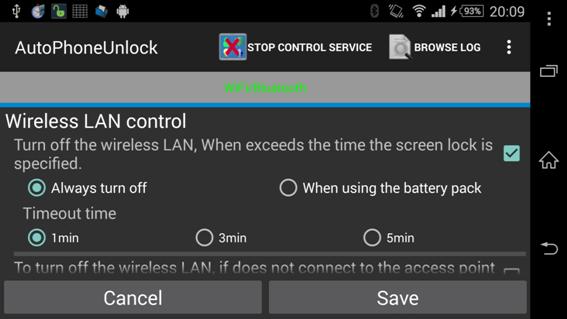 93% 20:09
AutoPhoneUnlock STOP CONTROL SERVICE BROWSE LOG
Wireless LAN control
Turn off the wireless LAN, When exceeds the time the screen lock is
specified.
Always turn off When using the battery pack
Timeout time
1min 3min 5min
To turn off the wireless LAN, if does not connect to the access point
Cancel Save